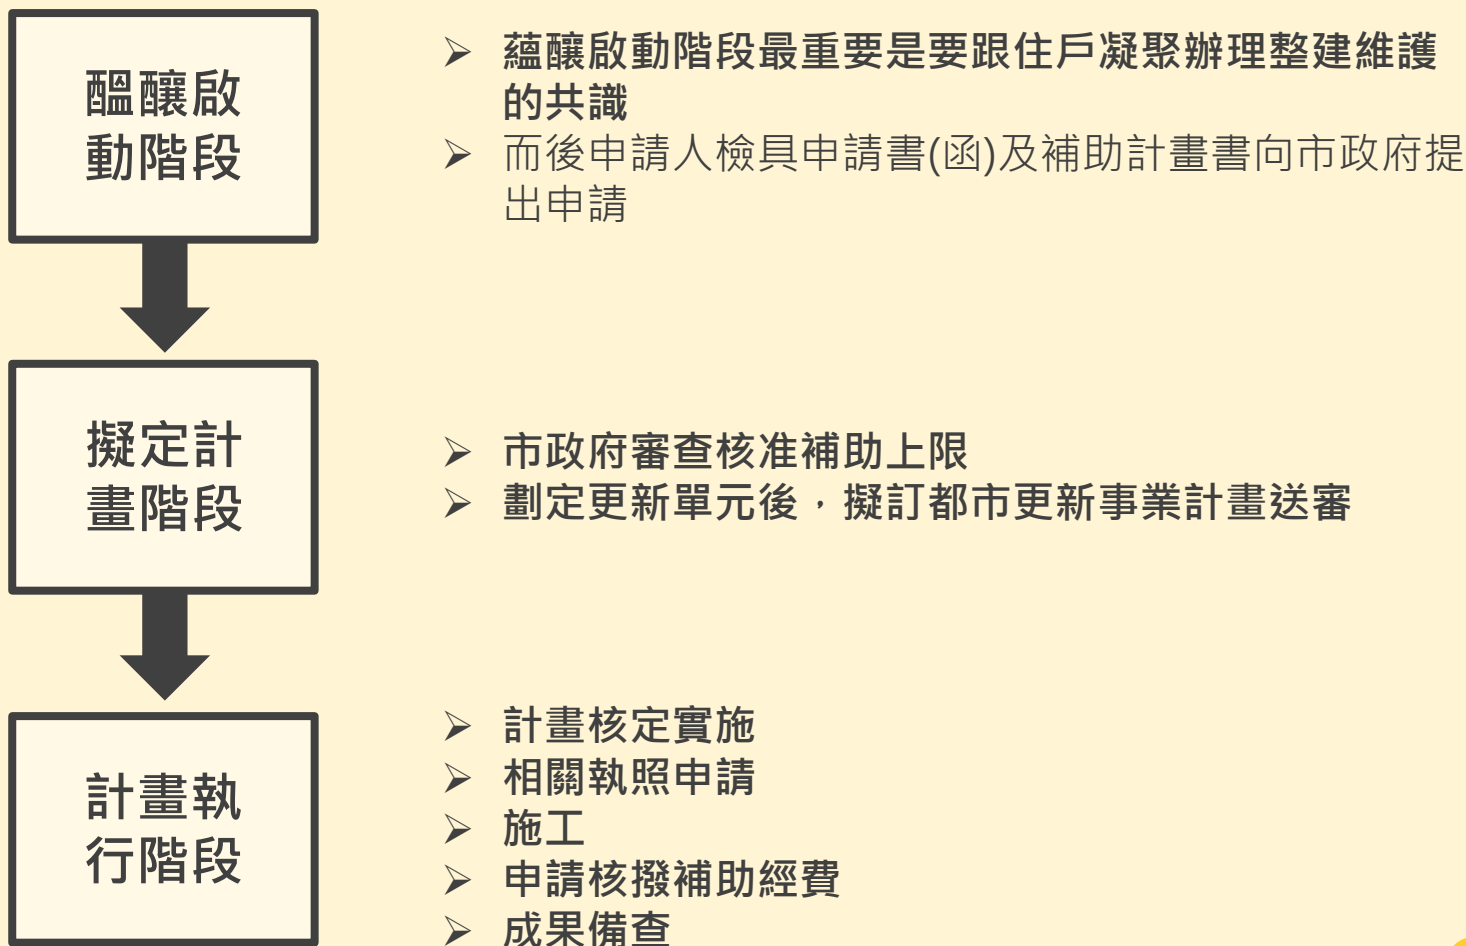 醞釀啟
動階段
➢ 蘊釀啟動階段最重要是要跟住戶凝聚辦理整建維護
的共識
➢ 而後申請人檢具申請書(函)及補助計畫書向市政府提
出申請
擬定計
畫階段
➢ 市政府審查核准補助上限
➢ 劃定更新單元後，擬訂都市更新事業計畫送審
計畫執
行階段
➢ 計畫核定實施
➢ 相關執照申請
➢ 施工
➢ 申請核撥補助經費
➢ 成果備查